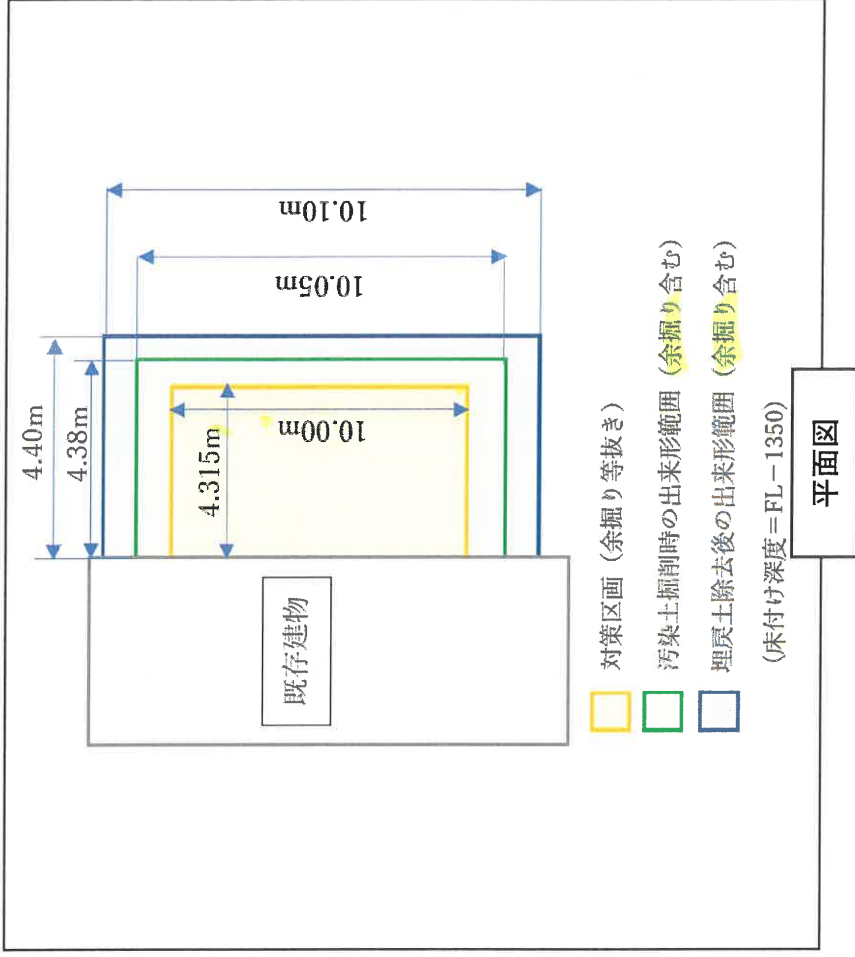 4.40m
4.38m
4.315m
10.00m
10.05m
10.10m
既存建物
対策区画（余掘り等抜き）
汚染土掘削時の出来形範囲（余掘り含む）
埋戻土除去後の出来形範囲（余掘り含む）
（床付け深度＝FL－1350）
平面図